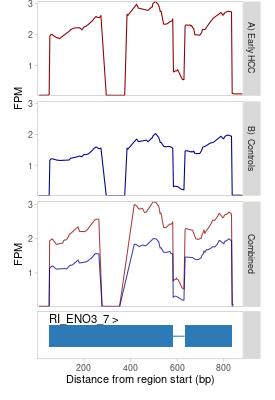 3
2
1
FPM
A) Early HCC
3
2
1
B): Controls
3
2
1
FPM
Combined
RI_ENO3_7 >
200 400 600 800
Distance from region start (bp)